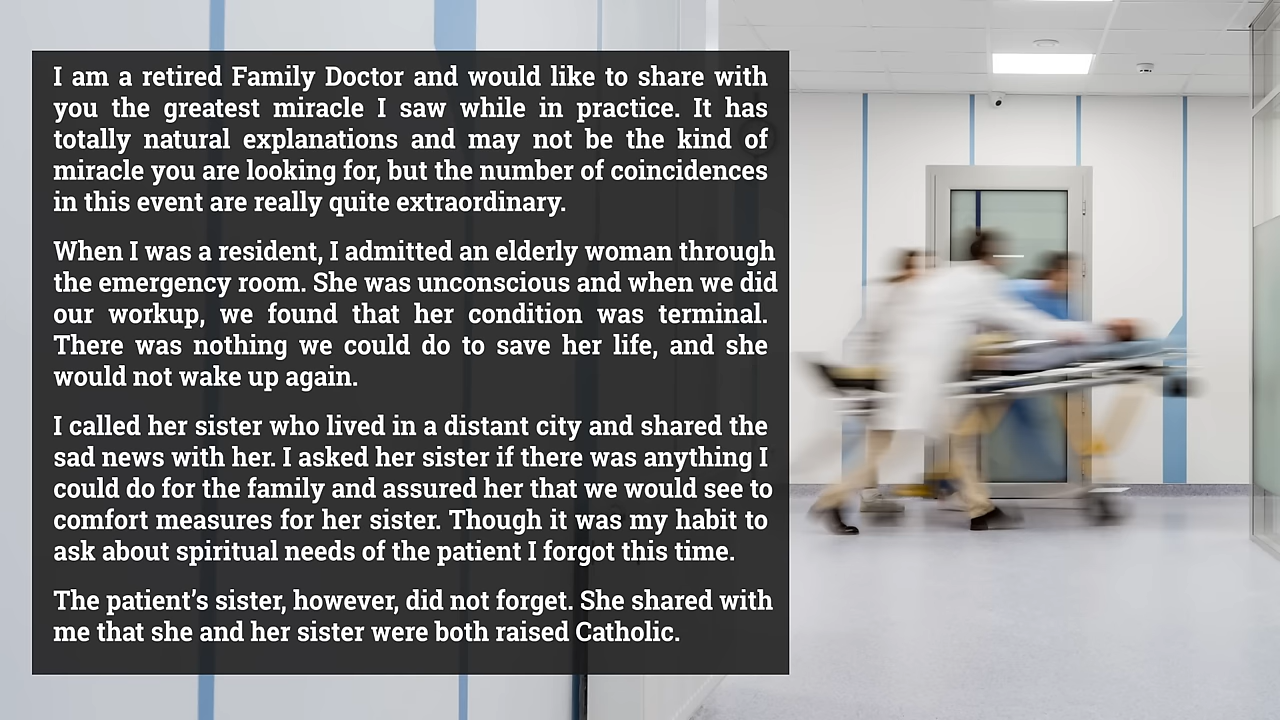 I am a retired Family Doctor and would like to share with
you the greatest miracle I saw while in practice. It has
totally natural explanations and may not be the kind of
miracle you are looking for, but the number of coincidences
in this event are really quite extraordinary.
When I was a resident, I admitted an elderly woman through
the emergency room. She was unconscious and when we did
our workup, we found that her condition was terminal.
There was nothing we could do to save her life, and she
would not wake up again.
I called her sister who lived in a distant city and shared the
sad news with her. I asked her sister if there was anything I
could do for the family and assured her that we would see to
comfort measures for her sister. Though it was my habit to
ask about spiritual needs of the patient I forgot this time.
The patient’s sister, however, did not forget. She shared with
me that she and her sister were both raised Catholic.